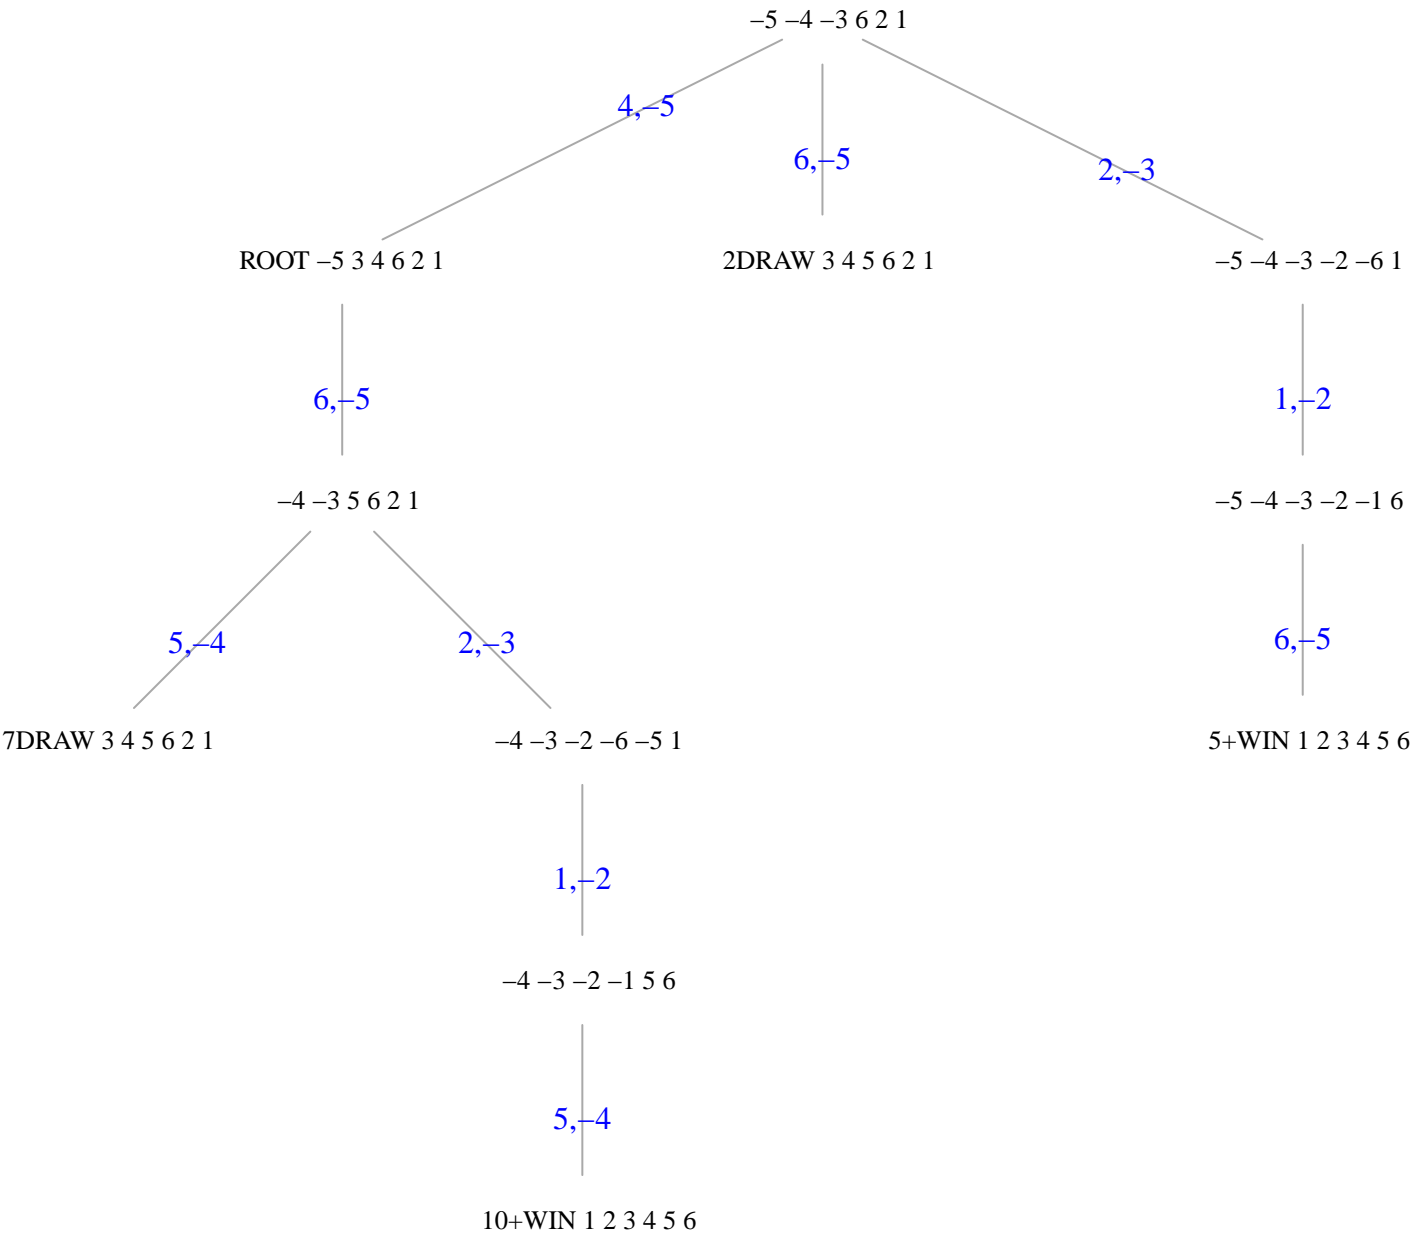 –5 –4 –3 6 2 1
4,–5
6,–5
2,–3
ROOT –5 3 4 6 2 1
2DRAW 3 4 5 6 2 1
–5 –4 –3 –2 –6 1
6,–5
1,–2
–4 –3 5 6 2 1
–5 –4 –3 –2 –1 6
5,–4
2,–3
6,–5
7DRAW 3 4 5 6 2 1
–4 –3 –2 –6 –5 1
5+WIN 1 2 3 4 5 6
1,–2
–4 –3 –2 –1 5 6
5,–4
10+WIN 1 2 3 4 5 6